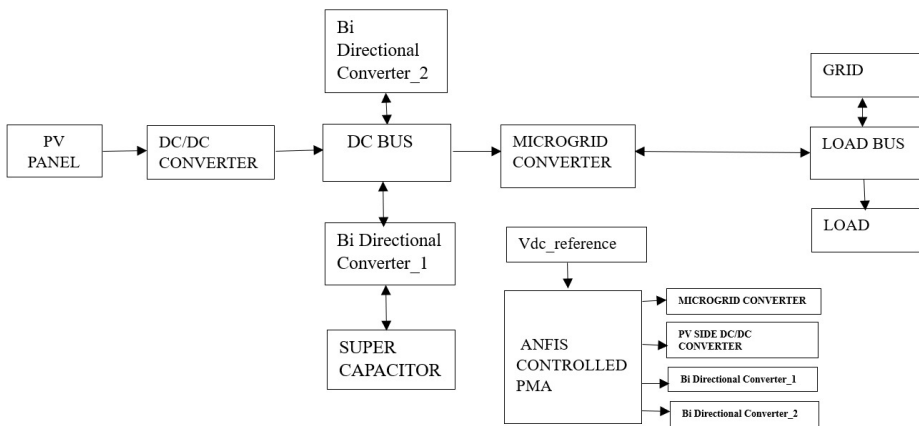 Bi
Directional
Converter_2
GRID
PV
PANEL
DC/DC
CONVERTER
DC BUS
MICROGRID
CONVERTER
LOAD BUS
Bi Directional
Converter_1
LOAD
Vdc_reference
SUPER
CAPACITOR
ANFIS
CONTROLLED
PMA
MICROGRID CONVERTER
PV SIDE DC/DC
CONVERTER
Bi Directional Converter_1
Bi Directional Converter_2